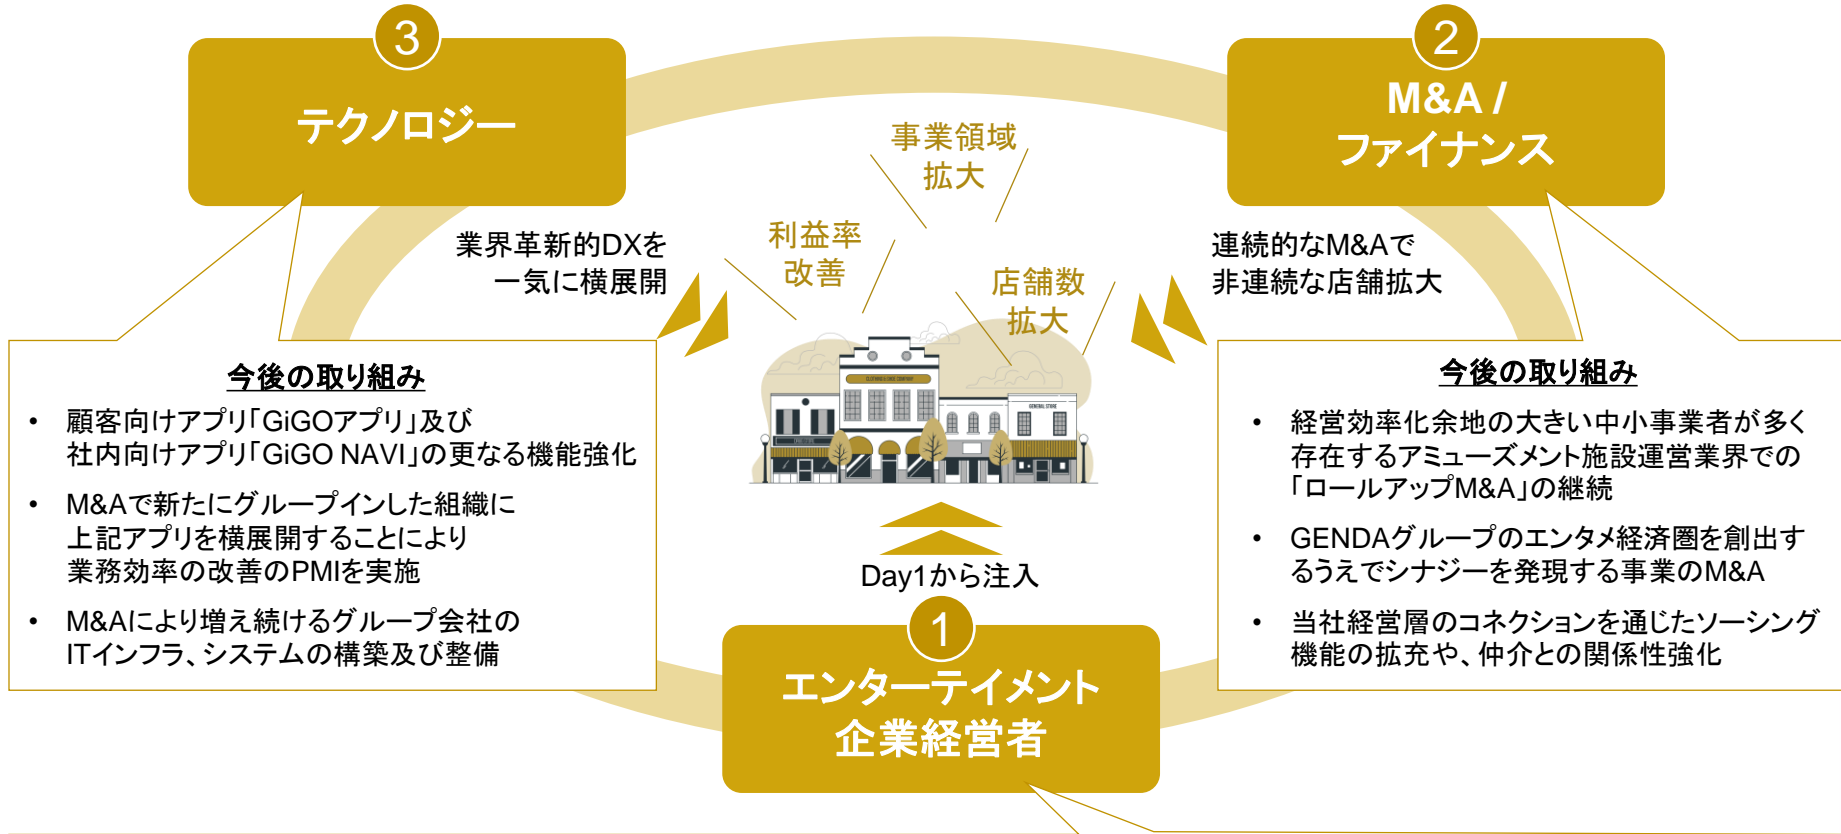 3
テクノロジー
2
M&A /
ファイナンス
事業領域
拡大
利益率
改善
店舗数
拡大
業界革新的DXを
一気に横展開
連続的なM&Aで
非連続な店舗拡大
今後の取り組み
• 顧客向けアプリ「GiGOアプリ」及び
社内向けアプリ「GiGO NAVI」の更なる機能強化
• M&Aで新たにグループインした組織に
上記アプリを横展開することにより
業務効率の改善のPMIを実施
• M&Aにより増え続けるグループ会社の
ITインフラ、システムの構築及び整備
今後の取り組み
• 経営効率化余地の大きい中小事業者が多く
存在するアミューズメント施設運営業界での
「ロールアップM&A」の継続
• GENDAグループのエンタメ経済圏を創出す
るうえでシナジーを発現する事業のM&A
• 当社経営層のコネクションを通じたソーシング
機能の拡充や、仲介との関係性強化
GENERAL STORE
Day1から注入
1
エンターテイメント
企業経営者